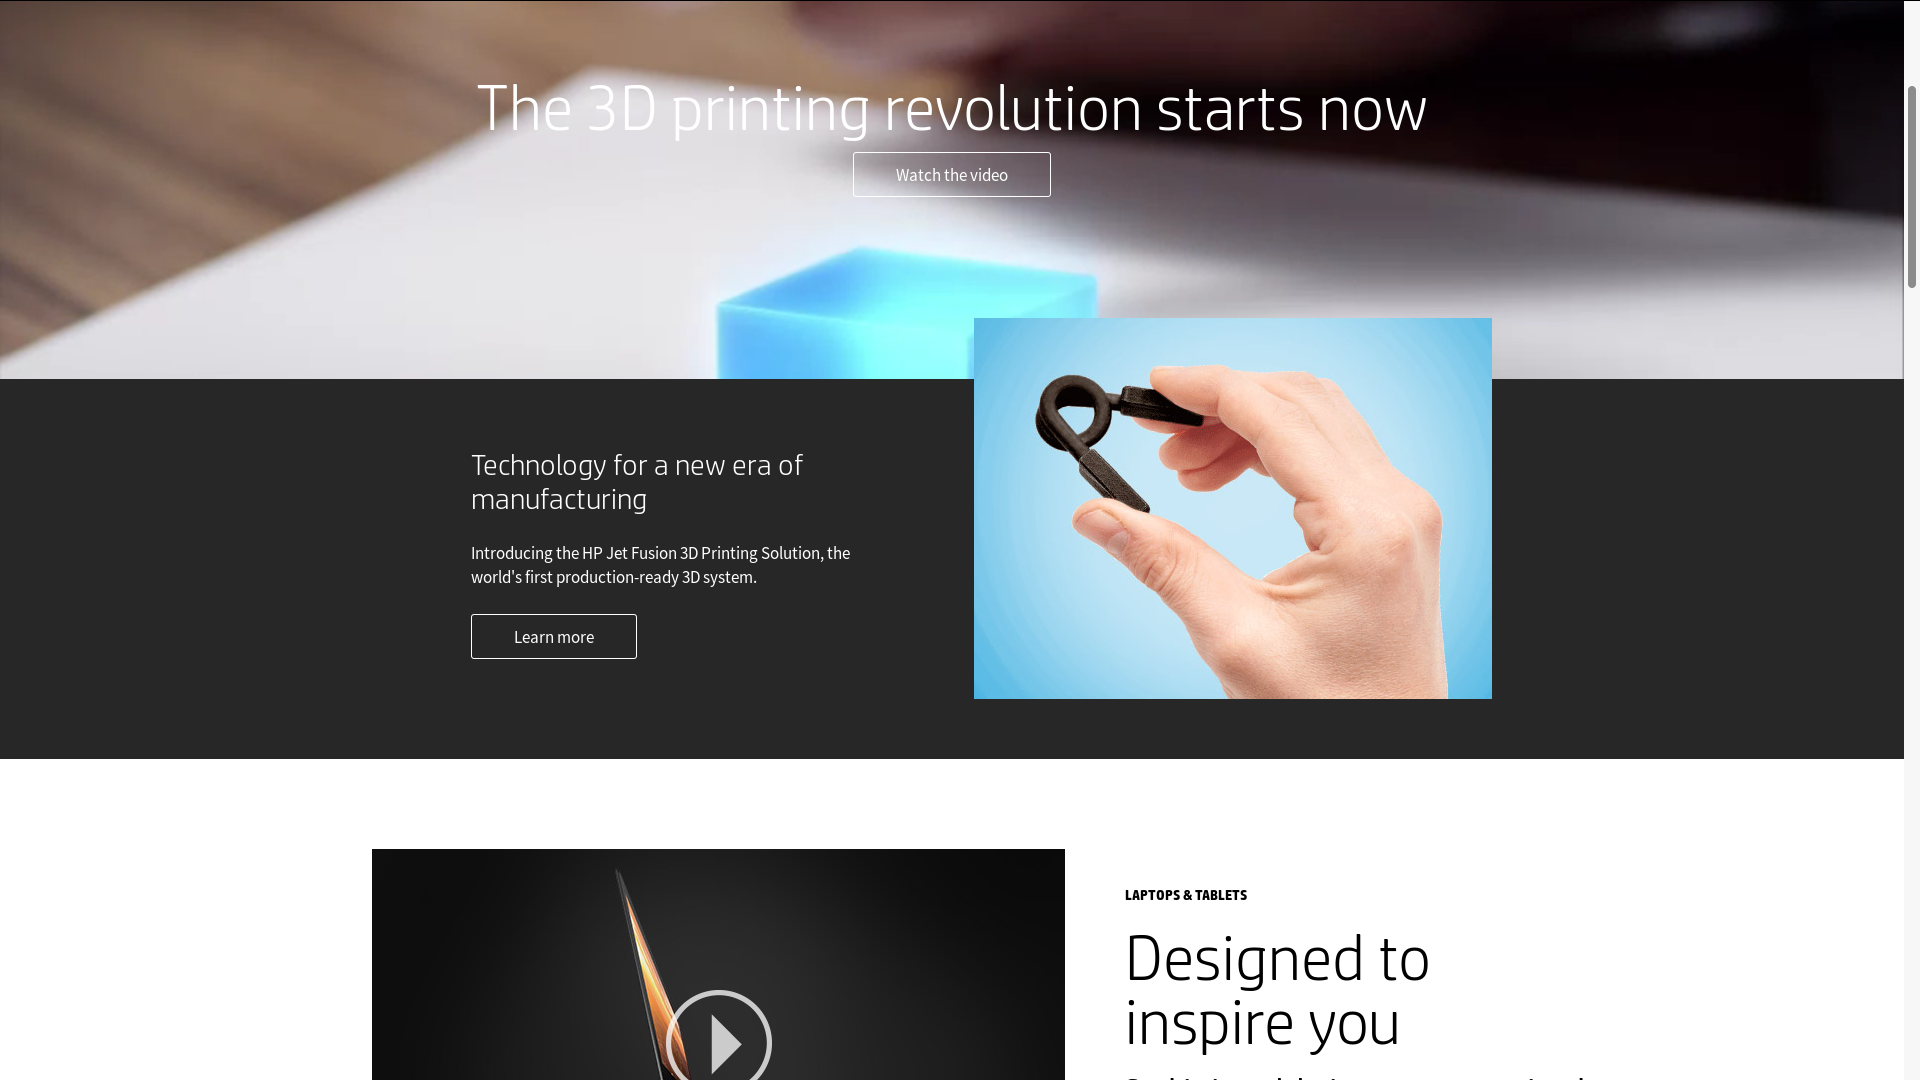 The 3D printing revolution starts now
Watch the video
Technology for a new era of
manufacturing
Introducing the HP Jet Fusion 3D Printing Solution, the
world's first production-ready 3D system.
Learn more
LAPTOPS & TABLETS
Designed to
inspire you